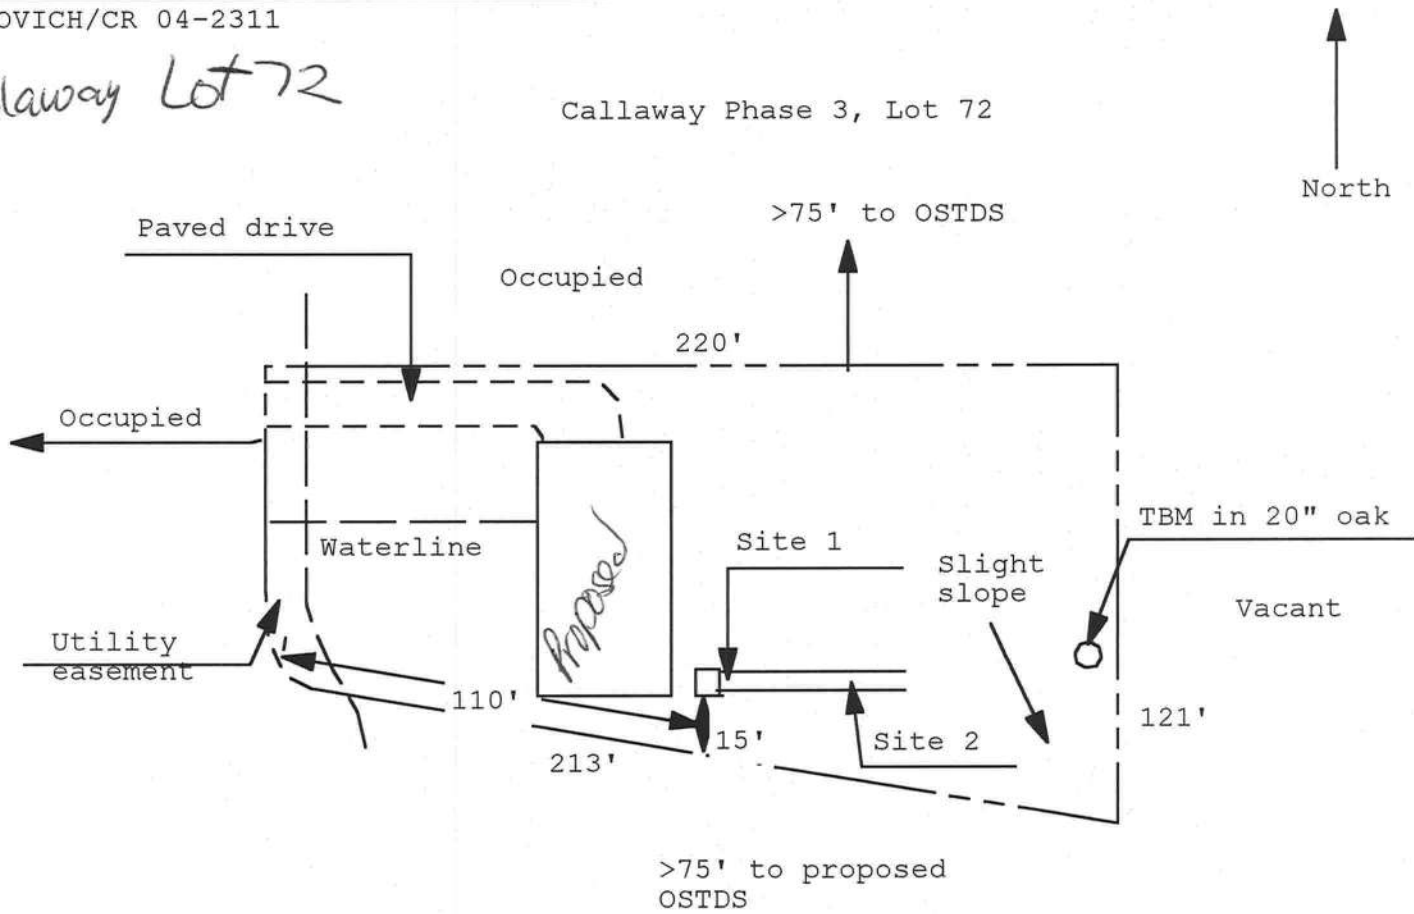 OVICH/CR 04-2311
laway Lot 72
Callaway Phase 3, Lot 72
North
>75' to OSTDS
Paved drive
Occupied
220'
Occupied
TBM in 20" oak
Site 1
Waterline
Slight
slope
Proposed
Vacant
Utility
easement
110'
121'
15'
Site 2
213'
>75' to proposed
OSTDS